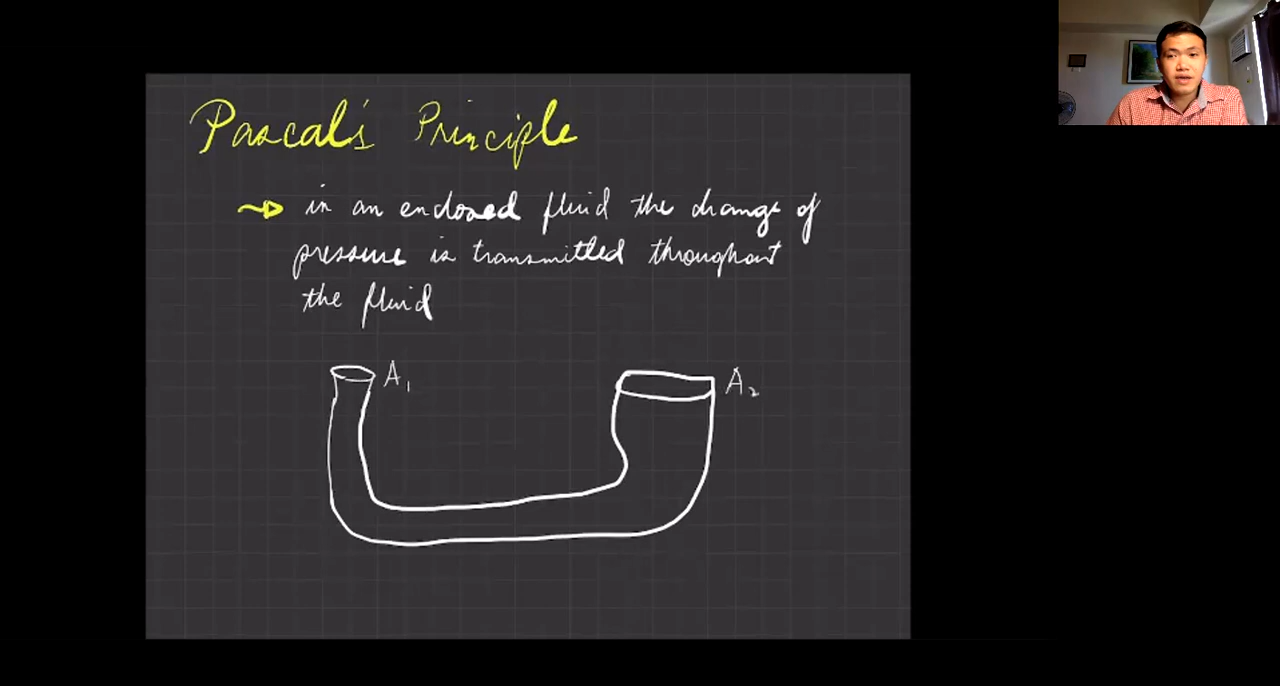 Pascal's Principle
in an enclosed fluid the change of
pressure is transmitted throughout
the fluid
A₁
A₂